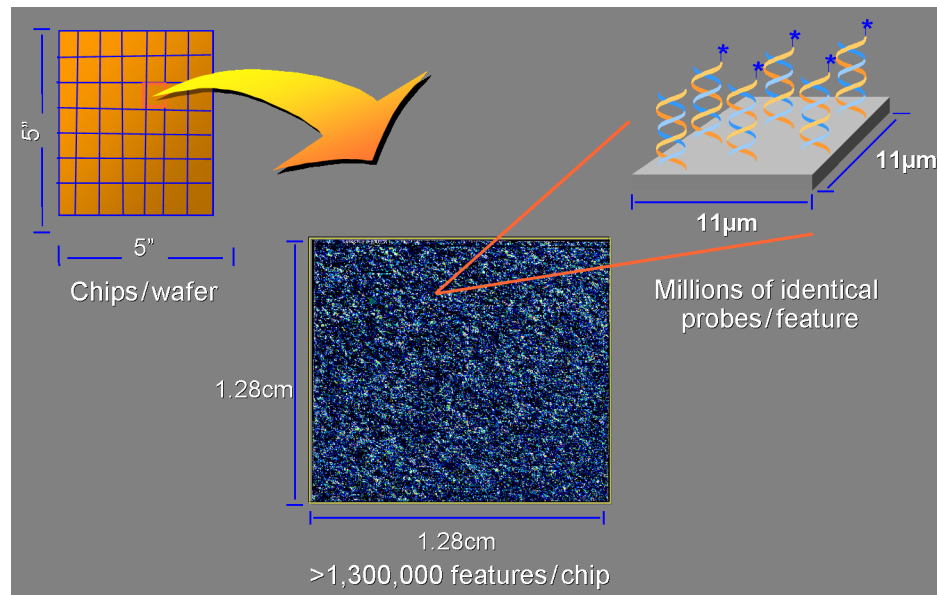 5”
5”
Chips/wafer
*
*
*
*
*
11µm
11µm
Millions of identical
probes/feature
1.28cm
1.28cm
>1,300,000 features/chip